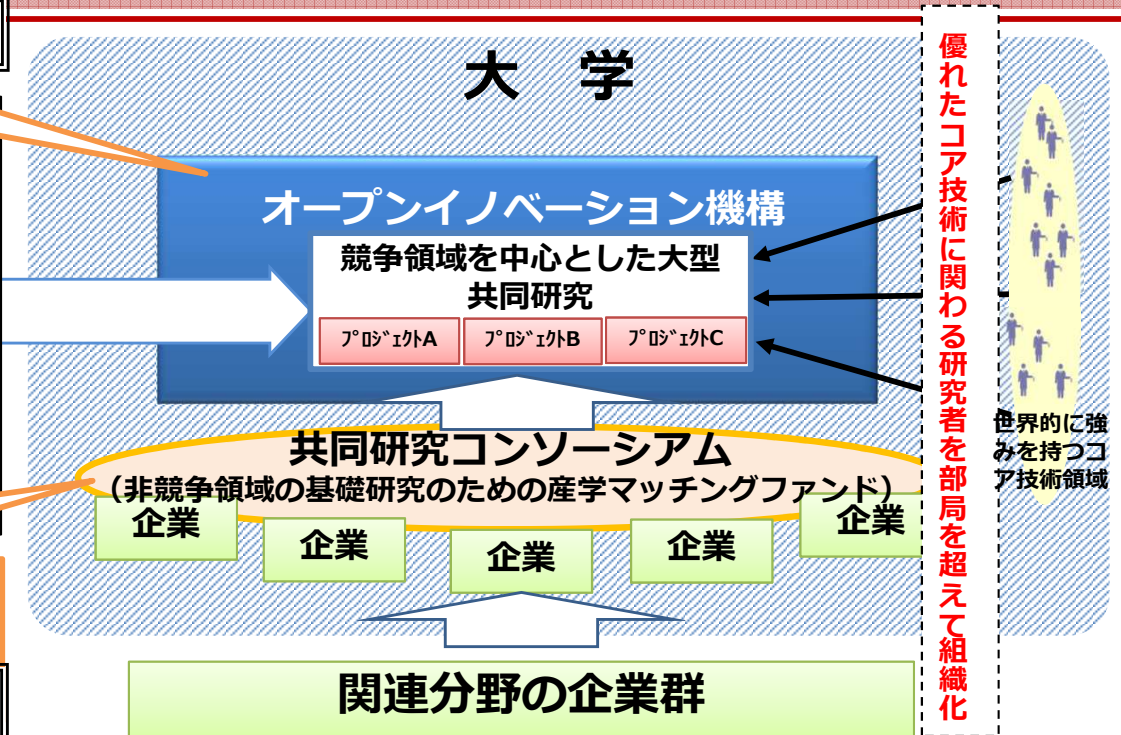 大　学
オープンイノベーション機構
競争領域を中心とした大型
共同研究
ﾌﾟﾛｼﾞｪｸﾄA
ﾌﾟﾛｼﾞｪｸﾄB
ﾌﾟﾛｼﾞｪｸﾄC
共同研究コンソーシアム
（非競争領域の基礎研究のための産学マッチングファンド）
企業
企業
企業
企業
企業
関連分野の企業群
優れたコア技術に関わる研究者を部局を超えて組織化
世界的に強
みを持つコ
ア技術領域